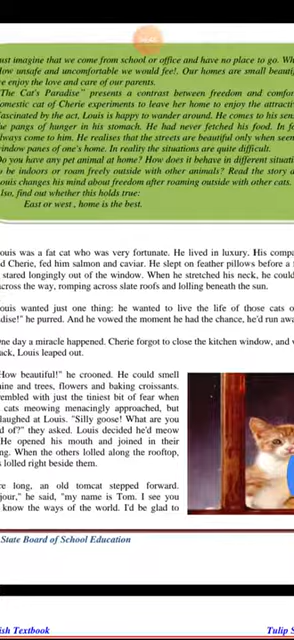 ust imagine that we come from school or office and have no place to go. Wh
ow unsafe and uncomfortable we would feel. Our homes are small beautif
e enjoy the love and care of our parents.
The Cat's Paradise" presents a contrast between freedom and comfor
omestic cat of Cherie experiments to leave her home to enjoy the attractiv
ascinated by the act, Louis is happy to wander around. He comes to his sens
he pangs of hunger in his stomach. He had never fetched his food. In f
lways come to him. He realises that the streets are beautiful only when seen
indow panes of one's home. In reality the situations are quite difficult.
Do you have any pet animal at home? How does it behave in different situati
o be indoors or roam freely outside with other animals? Read the story a
ouis changes his mind about freedom after roaming outside with other cats.
lso, find out whether this holds true:
East or west , home is the best.
ouis was a fat cat who was very fortunate. He lived in luxury. His compa
d Cherie, fed him salmon and caviar. He slept on feather pillows before a f
stared longingly out of the window. When he stretched his neck, he could
across the way, romping across slate roofs and lolling beneath the sun.
ouis wanted just one thing: he wanted to live the life of those cats o
dise!" he purred. And he vowed the moment he had the chance, he'd run awa
One day a miracle happened. Cherie forgot to close the kitchen window, and w
ack, Louis leaped out.
How beautiful!" he crooned. He could smell
ine and trees, flowers and baking croissants.
embled with just the tiniest bit of fear when
cats meowing menacingly approached, but
laughed at Louis. "Silly goose! What are you
d of?" they asked. Louis decided he'd meow
He opened his mouth and joined in their
ng. When the others lolled along the rooftop,
s lolled right beside them.
re long, an old tomcat stepped forward.
jour," he said, "my name is Tom. I see you
know the ways of the world. I'd be glad to
State Board of School Education
ish Textbook
Tulip S